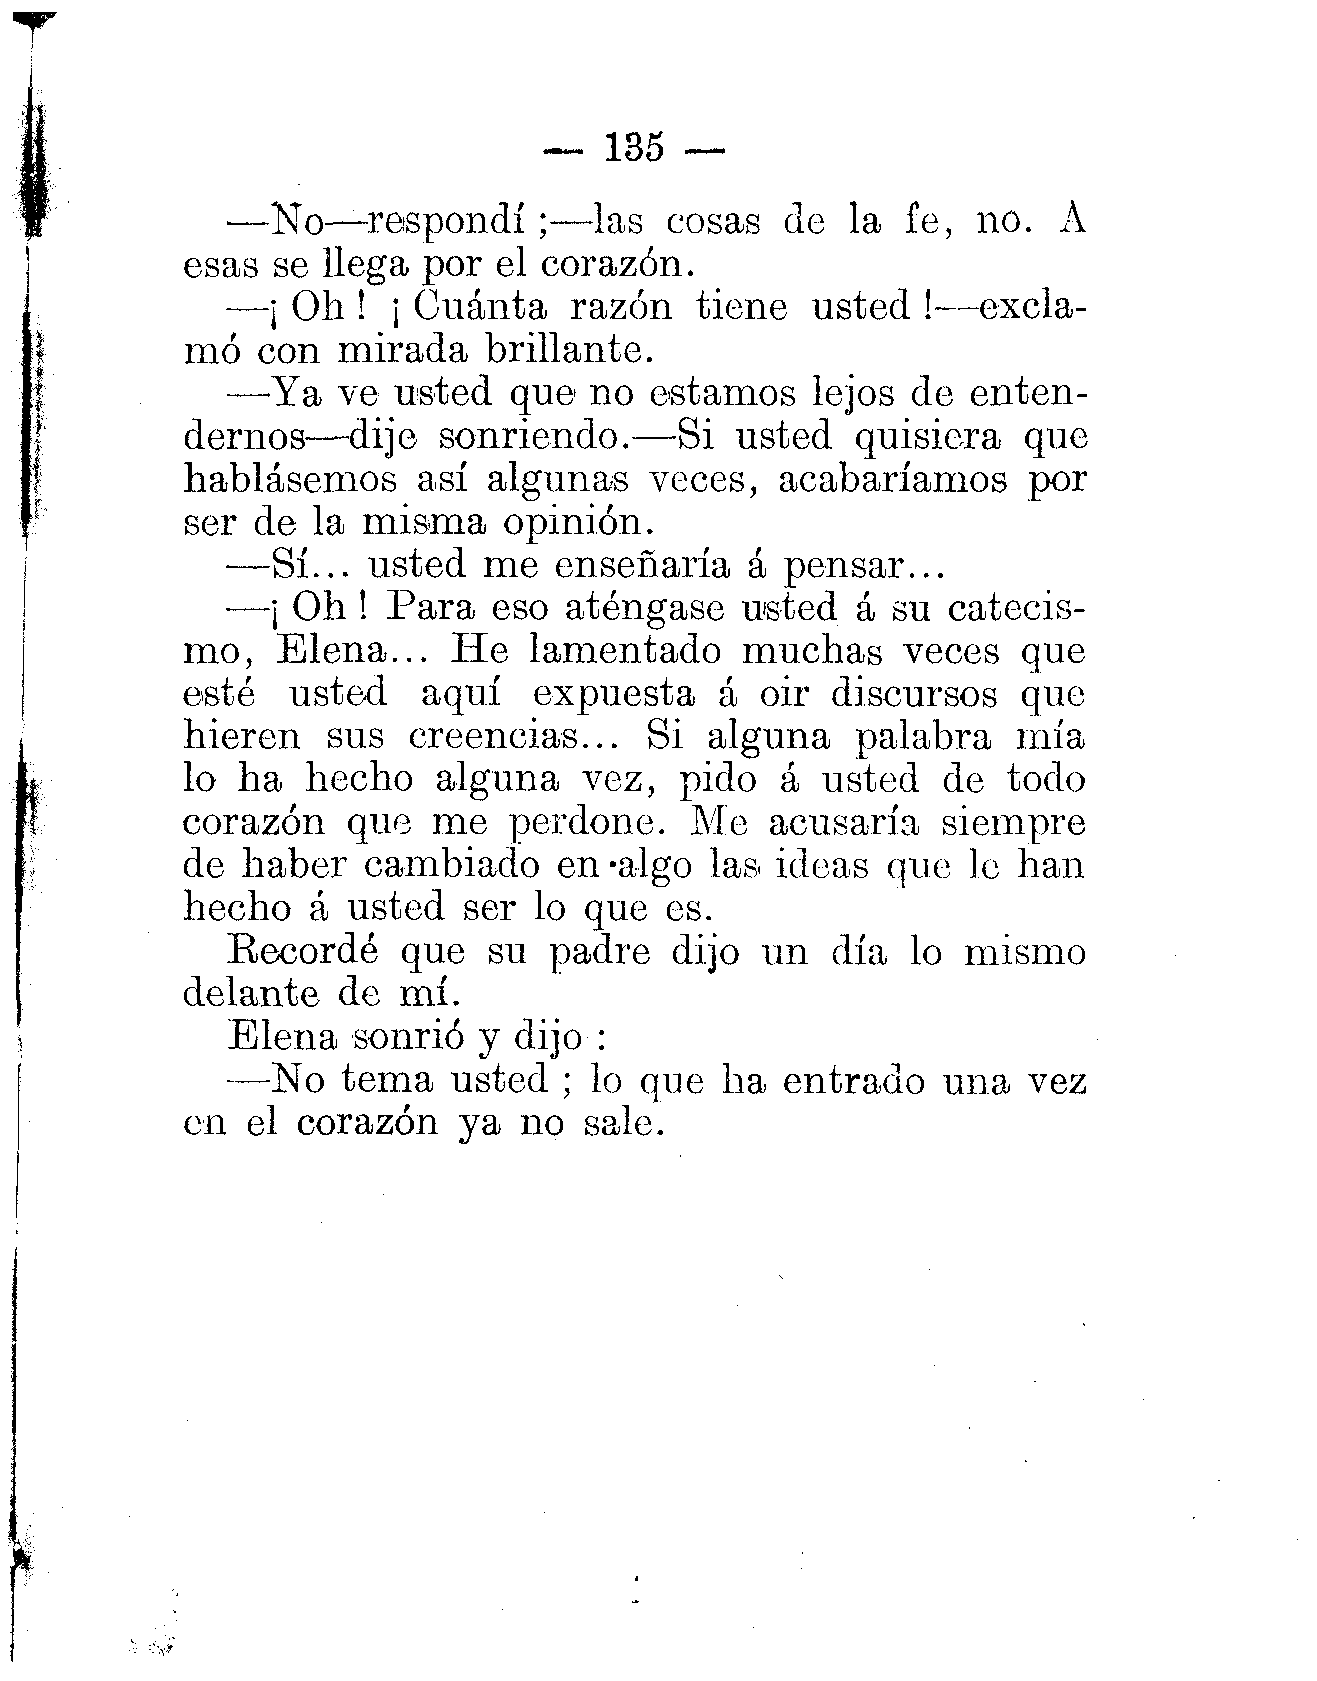 — 135 —
—No—respondí ;—las cosas de la fe, no. A
esas se llega por el corazón.
—¡ Oh ! ¡ Cuánta razón tiene usted !—excla-
mó con mirada brillante.
—Ya ve usted que no estamos lejos de enten-
dernos—dije sonriendo.—Si usted quisiera que
hablásemos así algunas veces, acabaríamos por
ser de la misma opinión.
—Sí... usted me enseñaría á pensar...
—¡ Oh ! Para eso aténgase usted á su catecis-
mo, Elena... He lamentado muchas veces que
esté usted aquí expuesta á oir discursos que
hieren sus creencias... Si alguna palabra mía
lo ha hecho alguna vez, pido á usted de todo
corazón que me perdone. Me acusaría siempre
de haber cambiado en algo las ideas que le han
hecho á usted ser lo que es.
Recordé que su padre dijo un día lo mismo
delante de mí.
Elena sonrió y dijo :
—No tema usted ; lo que ha entrado una vez
en el corazón ya no sale.